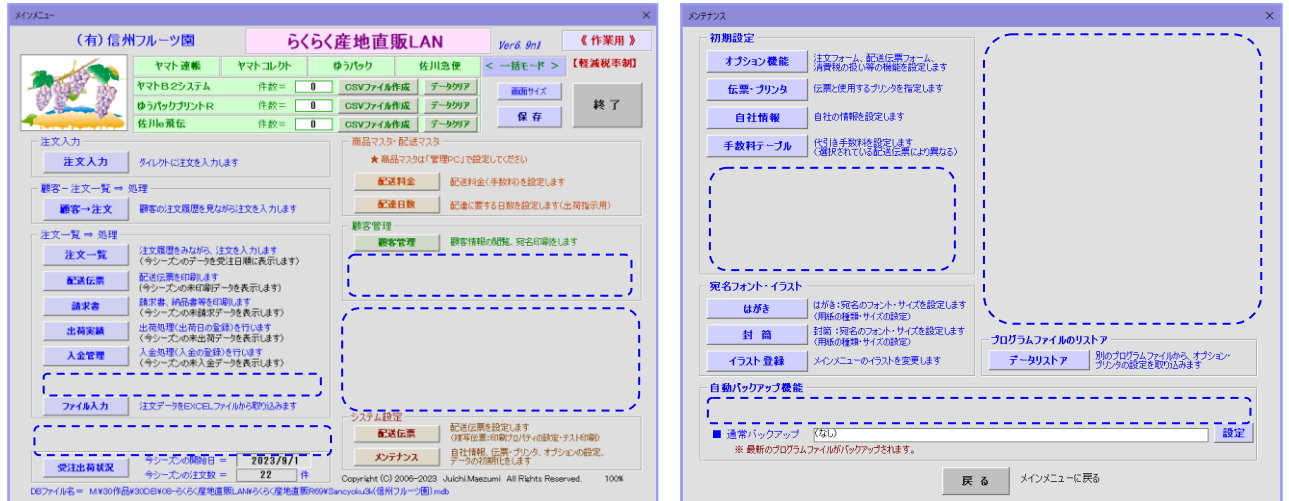 メインメニュー
(有)信州フルーツ園
らくらく産地直販LAN
Ver6. 9n1
《 作業用 》
ヤマト運輸
ヤマトコレクト
ゆうパック
佐川急便
< 一括モード >
【軽減税率制】
ヤマトB2システム
件数=
0
CSVファイル作成
データクリア
画面サイズ
終 了
ゆうパックプリントR
件数=
0
CSVファイル作成
データクリア
佐川e飛伝
件数=
0
CSVファイル作成
データクリア
保 存
注文入力
注文入力
ダイレクトに注文を入力します
顧客-注文一覧 ⇒ 処理
顧客→注文
顧客の注文履歴を見ながら注文を入力します
注文一覧 ⇒ 処理
注文一覧
注文履歴をみながら、注文を入力します
(今シーズンのデータを受注日順に表示します)
配送伝票
配送伝票を印刷します
(今シーズンの未印刷データを表示します)
請求書
請求書、納品書等を印刷します
(今シーズンの未請求データを表示します)
出荷実績
出荷処理(出荷日の登録)を行います
(今シーズンの未出荷データを表示します)
入金管理
入金処理(入金の登録)を行います
(今シーズンの未入金データを表示します)
ファイル入力
注文データをEXCELファイルから取り込みます
受注出荷状況
今シーズンの開始日 =
2023/9/1
今シーズンの注文数 =
22
件
商品マスタ・配送マスタ
★ 商品マスタは「管理PC」で設定してください
配送料金
配送料金(手数料)を設定します
配達日数
配達に要する日数を設定します(出荷指示用)
顧客管理
顧客管理
顧客情報の閲覧、宛名印刷をします
システム設定
配送伝票
配送伝票を設定します
(複写伝票:印刷プロパティの設定・テスト印刷)
メンテナンス
自社情報、伝票・プリンタ、オプションの設定、
データの初期化をします
Copyright (C) 2006-2023 Juichi.Maezumi All Rights Reserved.
100%
DBファイル名= M:¥30作品¥30DB¥08-らくらく産地直販LAN¥らくらく産地直販R69¥Sancyoku3k(信州フルーツ園).mdb
メンテナンス
初期設定
オプション機能
注文フォーム、配送伝票フォーム、
消費税の扱い等の機能を設定します
伝票・プリンタ
伝票と使用するプリンタを指定します
自社情報
自社の情報を設定します
手数料テーブル
代引き手数料を設定します
(選択されている配送伝票により異なる)
宛名フォント・イラスト
はがき
はがき:宛名のフォント・サイズを設定します
(用紙の種類・サイズの設定)
封 筒
封筒:宛名のフォント・サイズを設定します
(用紙の種類・サイズの設定)
イラスト登録
メインメニューのイラストを変更します
プログラムファイルのリストア
データリストア
別のプログラムファイルから、オプション・
プリンタの設定を取り込みます
自動バックアップ機能
■ 通常バックアップ
(なし)
設定
※ 最新のプログラムファイルがバックアップされます。
戻 る
メインメニューに戻る